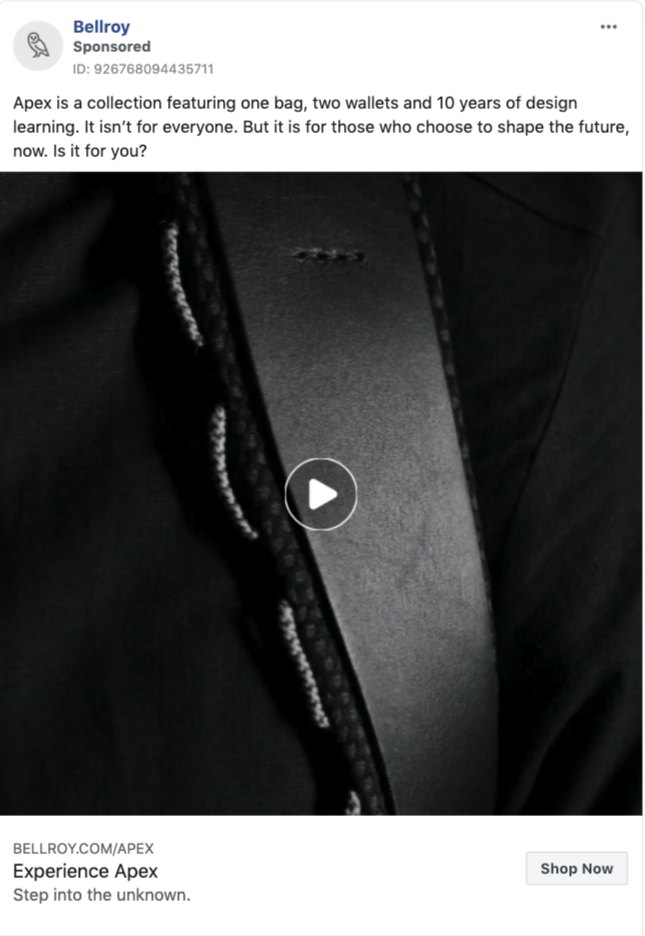 Bellroy
Sponsored
ID: 926768094435711
Apex is a collection featuring one bag, two wallets and 10 years of design
learning. It isn’t for everyone. But it is for those who choose to shape the future,
now. Is it for you?
BELLROY.COM/APEX
Experience Apex
Step into the unknown.
Shop Now